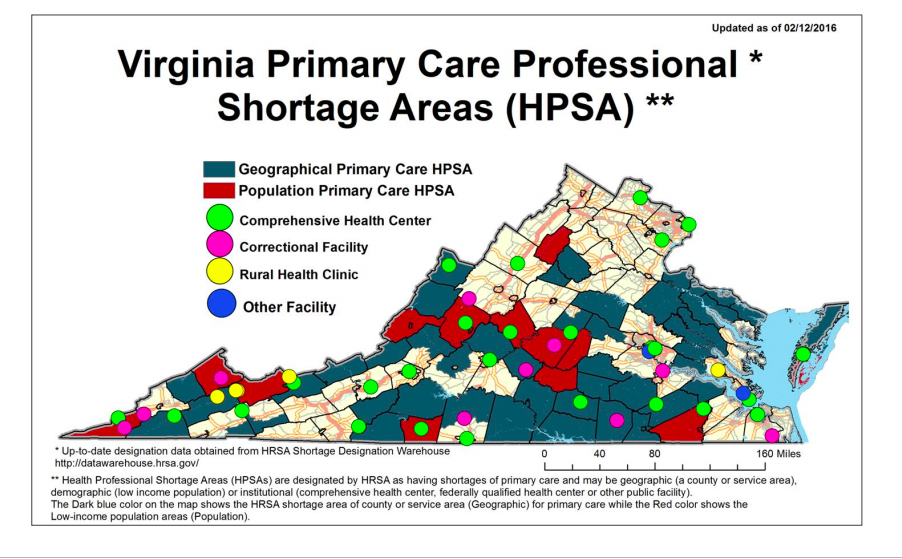 Updated as of 02/12/2016
Virginia Primary Care Professional *
Shortage Areas (HPSA) **
Geographical Primary Care HPSA
Population Primary Care HPSA
Comprehensive Health Center
Correctional Facility
Rural Health Clinic
Other Facility
* Up-to-date designation data obtained from HRSA Shortage Designation Warehouse
http://datawarehouse.hrsa.gov/
0 40 80 160 Miles
** Health Professional Shortage Areas (HPSAs) are designated by HRSA as having shortages of primary care and may be geographic (a county or service area),
demographic (low income population) or institutional (comprehensive health center, federally qualified health center or other public facility).
The Dark blue color on the map shows the HRSA shortage area of county or service area (Geographic) for primary care while the Red color shows the
Low-income population areas (Population).